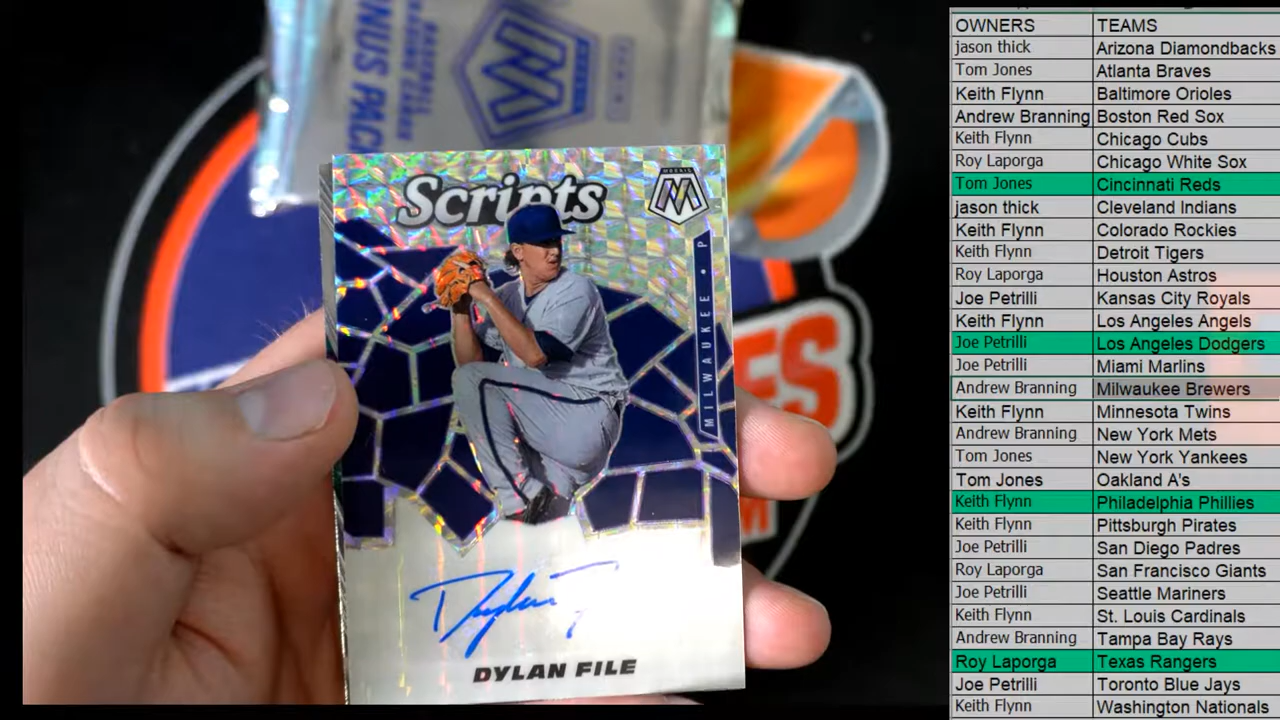 NUS PACK
Scripts
MOSAIC
MILWAUKEE • P
Dylan F
DYLAN FILE
ES
M
OWNERS TEAMS
jason thick Arizona Diamondbacks
Tom Jones Atlanta Braves
Keith Flynn Baltimore Orioles
Andrew Branning Boston Red Sox
Keith Flynn Chicago Cubs
Roy Laporga Chicago White Sox
Tom Jones Cincinnati Reds
jason thick Cleveland Indians
Keith Flynn Colorado Rockies
Keith Flynn Detroit Tigers
Roy Laporga Houston Astros
Joe Petrilli Kansas City Royals
Keith Flynn Los Angeles Angels
Joe Petrilli Los Angeles Dodgers
Joe Petrilli Miami Marlins
Andrew Branning Milwaukee Brewers
Keith Flynn Minnesota Twins
Andrew Branning New York Mets
Tom Jones New York Yankees
Tom Jones Oakland A's
Keith Flynn Philadelphia Phillies
Keith Flynn Pittsburgh Pirates
Joe Petrilli San Diego Padres
Roy Laporga San Francisco Giants
Joe Petrilli Seattle Mariners
Keith Flynn St. Louis Cardinals
Andrew Branning Tampa Bay Rays
Roy Laporga Texas Rangers
Joe Petrilli Toronto Blue Jays
Keith Flynn Washington Nationals